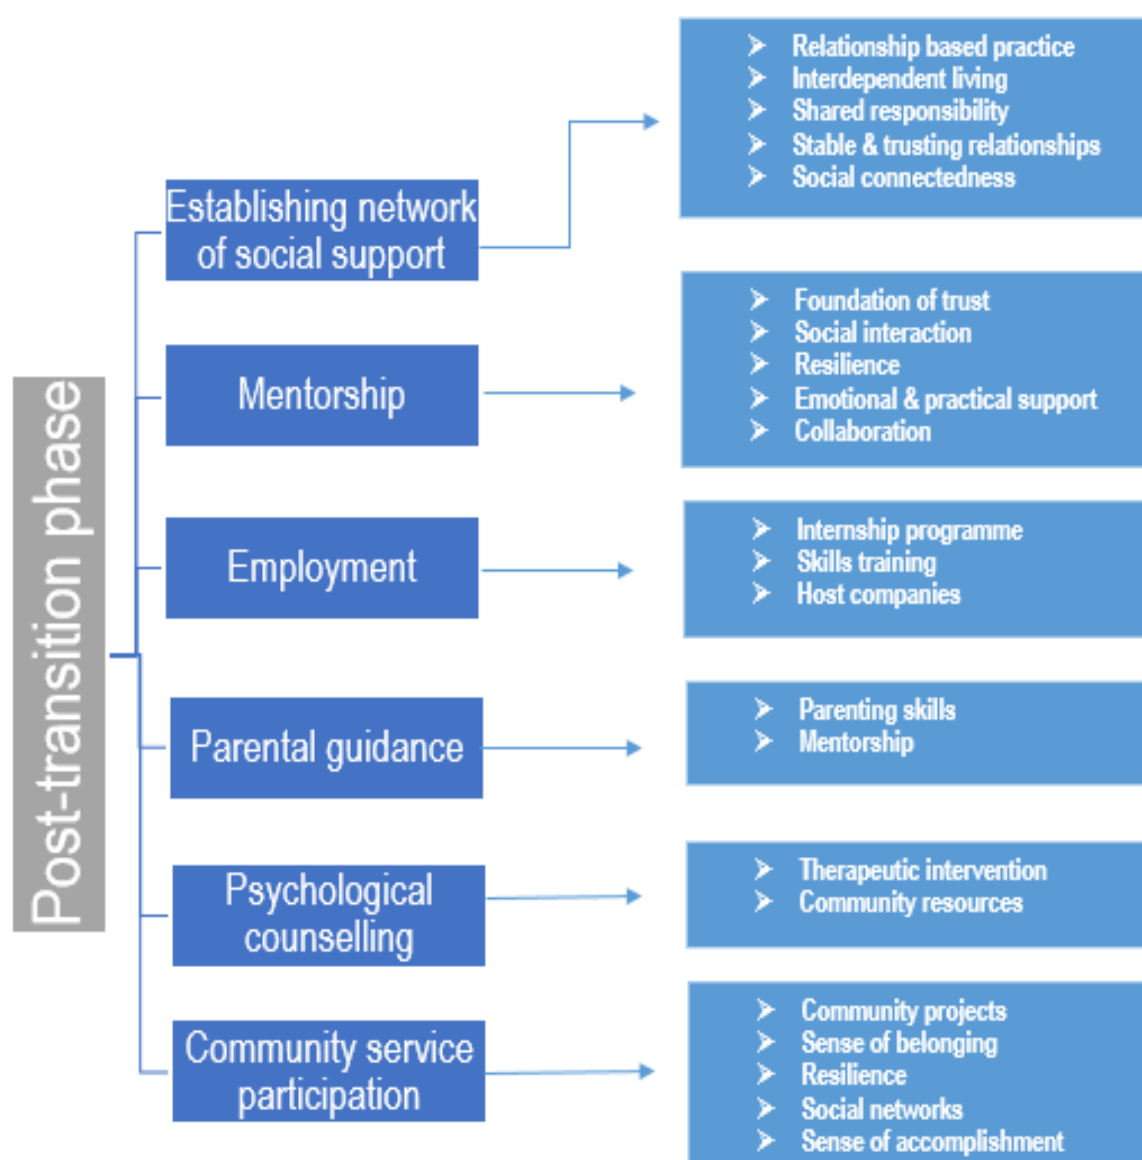 Post-transition phase
Establishing network
of social support
➢ Relationship based practice
➢ Interdependent living
➢ Shared responsibility
➢ Stable & trusting relationships
➢ Social connectedness
Mentorship
➢ Foundation of trust
➢ Social interaction
➢ Resilience
➢ Emotional & practical support
➢ Collaboration
Employment
➢ Internship programme
➢ Skills training
➢ Host companies
Parental guidance
➢ Parenting skills
➢ Mentorship
Psychological
counselling
➢ Therapeutic intervention
➢ Community resources
Community service
participation
➢ Community projects
➢ Sense of belonging
➢ Resilience
➢ Social networks
➢ Sense of accomplishment